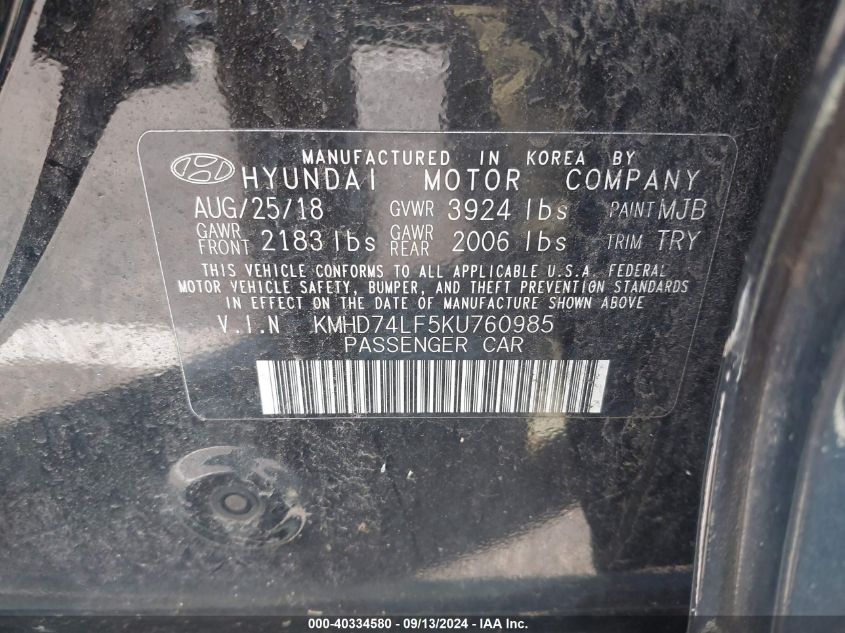 MANUFACTURED IN KOREA BY
HYUNDAI MOTOR COMPANY
AUG/25/18 GVWR 3924 lbs PAINT MJB
GAWR FRONT 2183 lbs GAWR REAR 2006 lbs TRIM TRY
THIS VEHICLE CONFORMS TO ALL APPLICABLE U.S.A. FEDERAL
MOTOR VEHICLE SAFETY, BUMPER, AND THEFT PREVENTION STANDARDS
IN EFFECT ON THE DATE OF MANUFACTURE SHOWN ABOVE
V.I.N KMHD74LF5KU760985
PASSENGER CAR
000-40334580 - 09/13/2024 - IAA Inc.